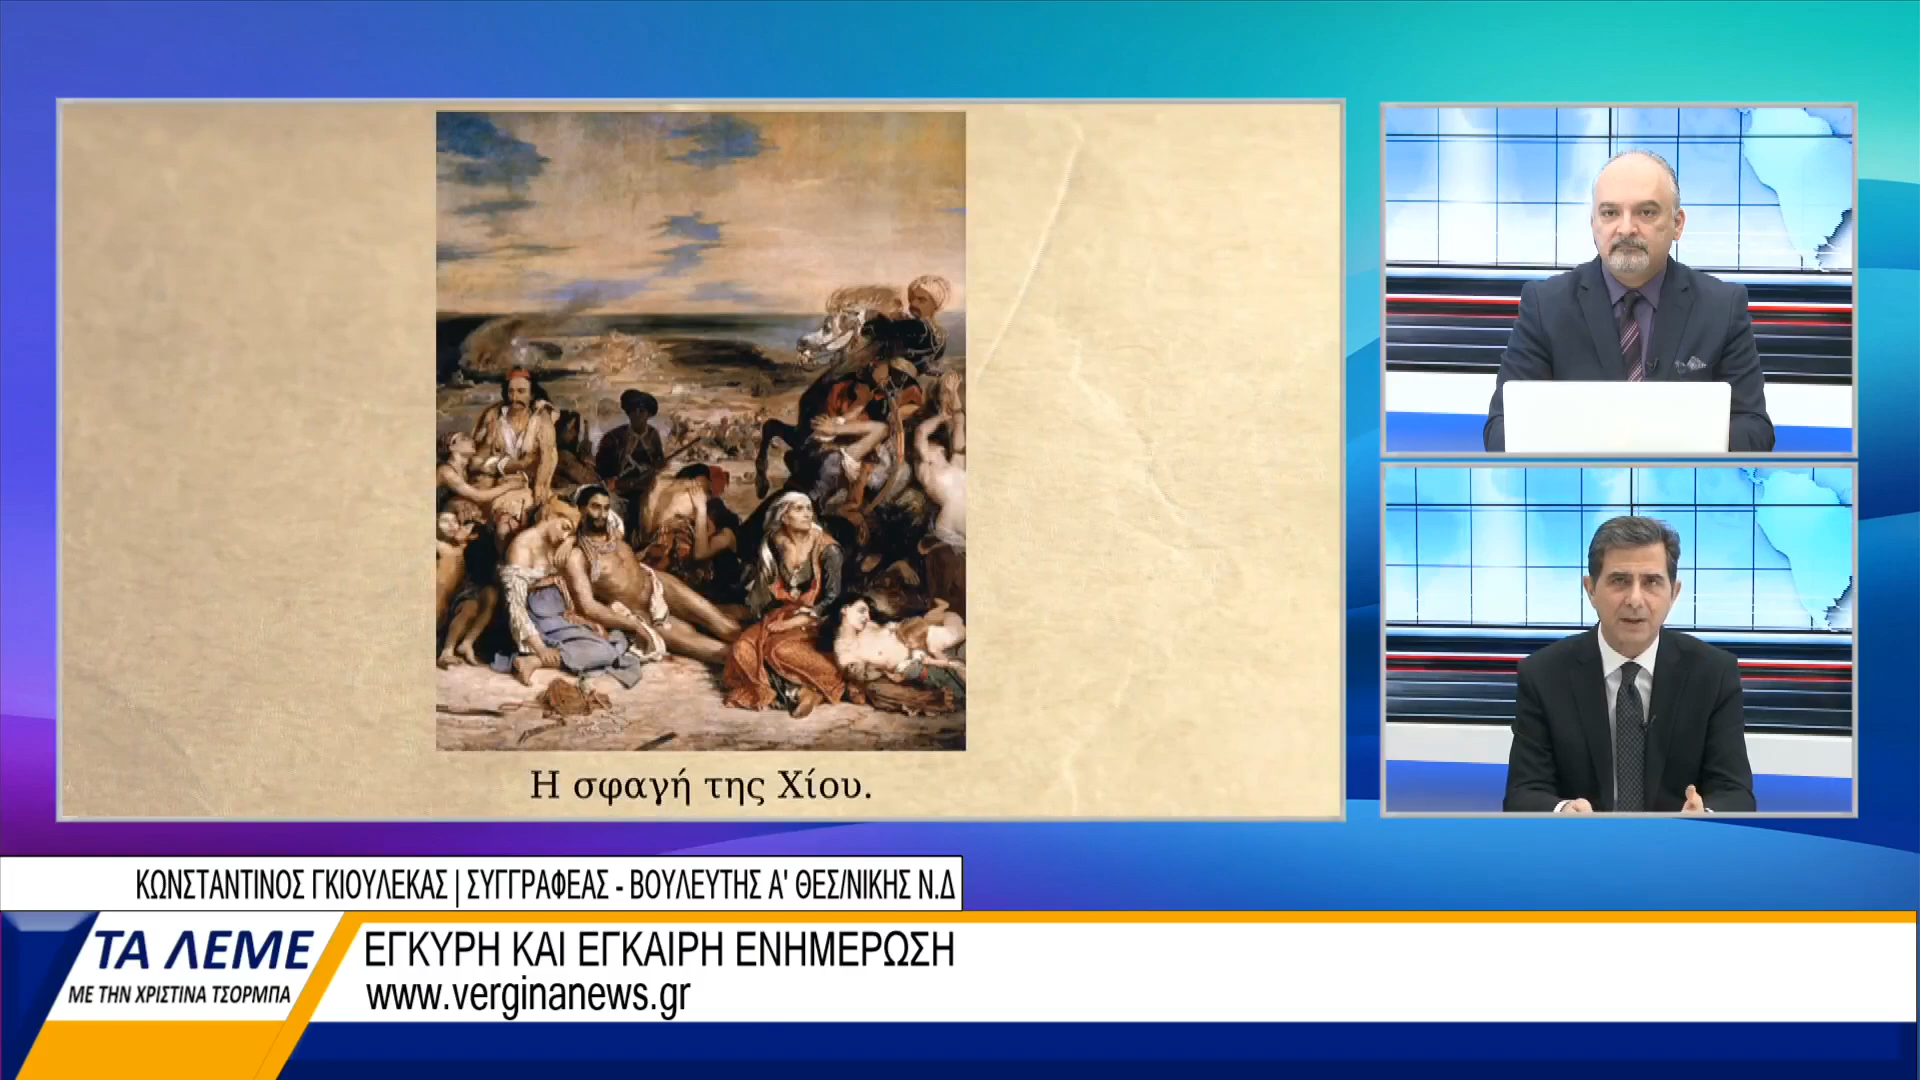 Η σφαγή της Χίου.
ΚΩΝΣΤΑΝΤΙΝΟΣ ΓΚΙΟΥΛΕΚΑΣ | ΣΥΓΓΡΑΦΕΑΣ - ΒΟΥΛΕΥΤΗΣ Α' ΘΕΣ/ΝΙΚΗΣ Ν.Δ
ΤΑ ΛΕΜΕ
ΜΕ ΤΗΝ ΧΡΙΣΤΙΝΑ ΤΣΟΡΜΠΑ
ΕΓΚΥΡΗ ΚΑΙ ΕΓΚΑΙΡΗ ΕΝΗΜΕΡΩΣΗ
www.verginanews.gr